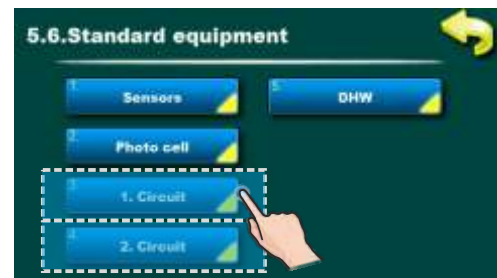 5.6.Standard equipment
1. Sensors
5. DHW
2. Photo cell
3. 1. Circuit
4. 2. Circuit